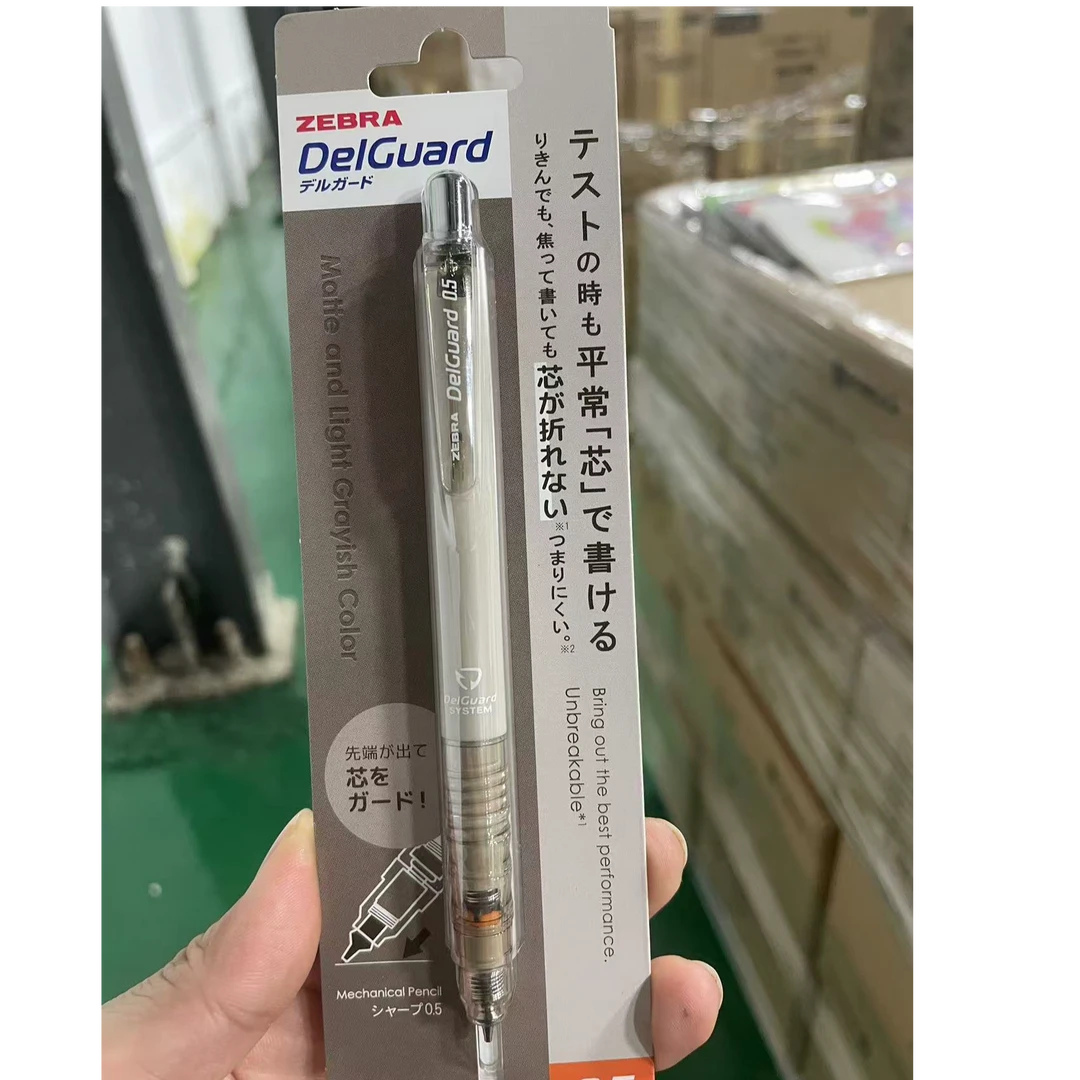 ZEBRA
DelGuard
デルガード
Matte and Light Grayish Color
ZEBRA DelGuard 0.5
DelGuard
SYSTEM
テストの時も平常「芯」で書ける
りきんでも、焦って書いても芯が折れない※1つまりにくい。※2
Bring out the best performance.
Unbreakable*1
先端が出て
芯を
ガード!
Mechanical Pencil
シャープ0.5